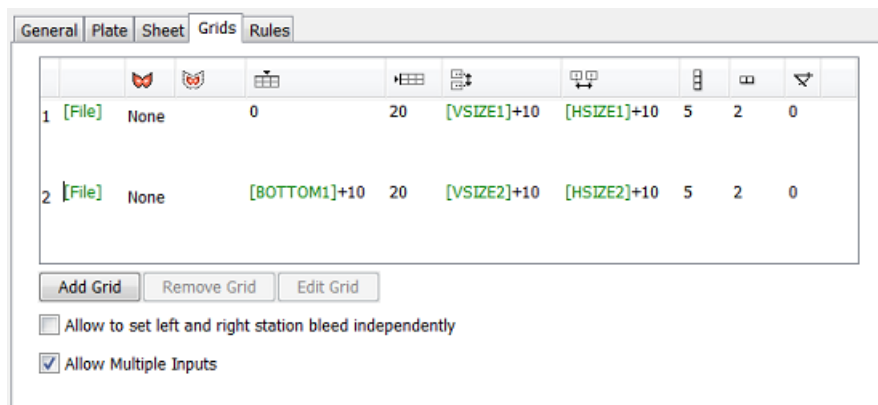 General Plate Sheet Grids Rules
1 [File] None 0 20 [VSIZE1]+10 [HSIZE1]+10 5 2 0
2 [File] None [BOTTOM1]+10 20 [VSIZE2]+10 [HSIZE2]+10 5 2 0
Add Grid Remove Grid Edit Grid
Allow to set left and right station bleed independently
Allow Multiple Inputs